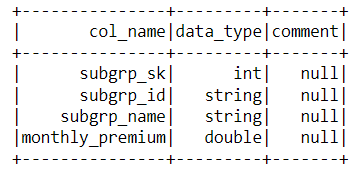 +---------------+---------+-------+
|       col_name|data_type|comment|
+---------------+---------+-------+
|      subgrp_sk|      int|   null|
|      subgrp_id|   string|   null|
|    subgrp_name|   string|   null|
|monthly_premium|   double|   null|
+---------------+---------+-------+